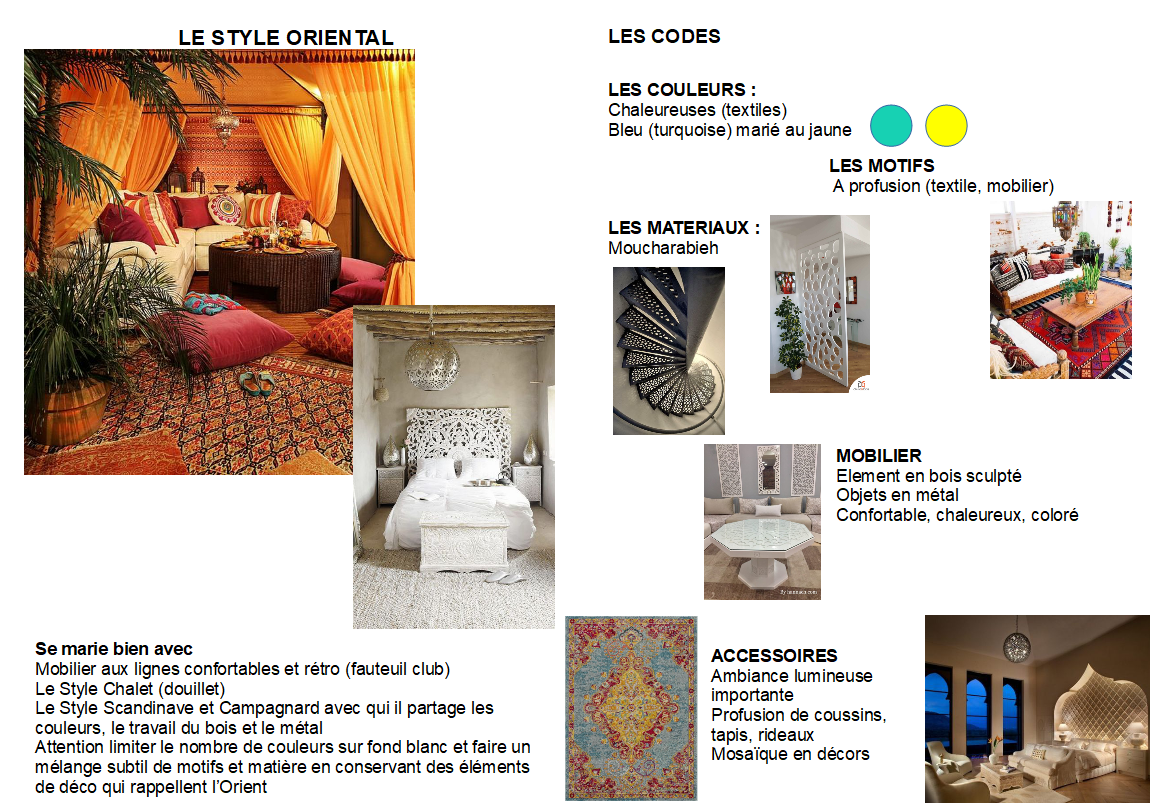 LE STYLE ORIENTAL
LES CODES
LES COULEURS :
Chaleureuses (textiles)
Bleu (turquoise) marié au jaune
LES MOTIFS
A profusion (textile, mobilier)
LES MATERIAUX :
Moucharabieh
MOBILIER
Element en bois sculpté
Objets en métal
Confortable, chaleureux, coloré
Se marie bien avec
Mobilier aux lignes confortables et rétro (fauteuil club)
Le Style Chalet (douillet)
Le Style Scandinave et Campagnard avec qui il partage les
couleurs, le travail du bois et le métal
Attention limiter le nombre de couleurs sur fond blanc et faire un
mélange subtil de motifs et matière en conservant des éléments
de déco qui rappellent l’Orient
ACCESSOIRES
Ambiance lumineuse
importante
Profusion de coussins,
tapis, rideaux
Mosaïque en décors